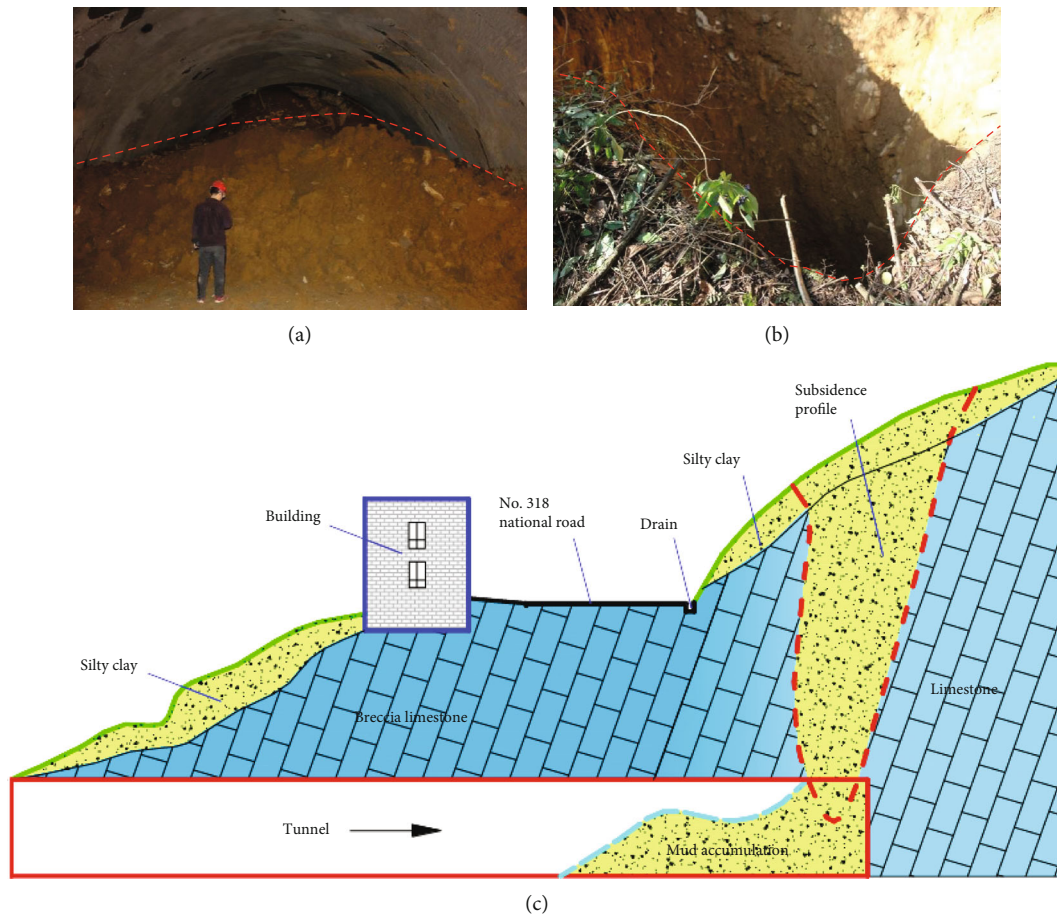 (a)
(b)
Subsidence
profile
Silty clay
No. 318
national road
Drain
Building
Silty clay
Limestone
Breccia limestone
Tunnel
Mud accumulation
(c)